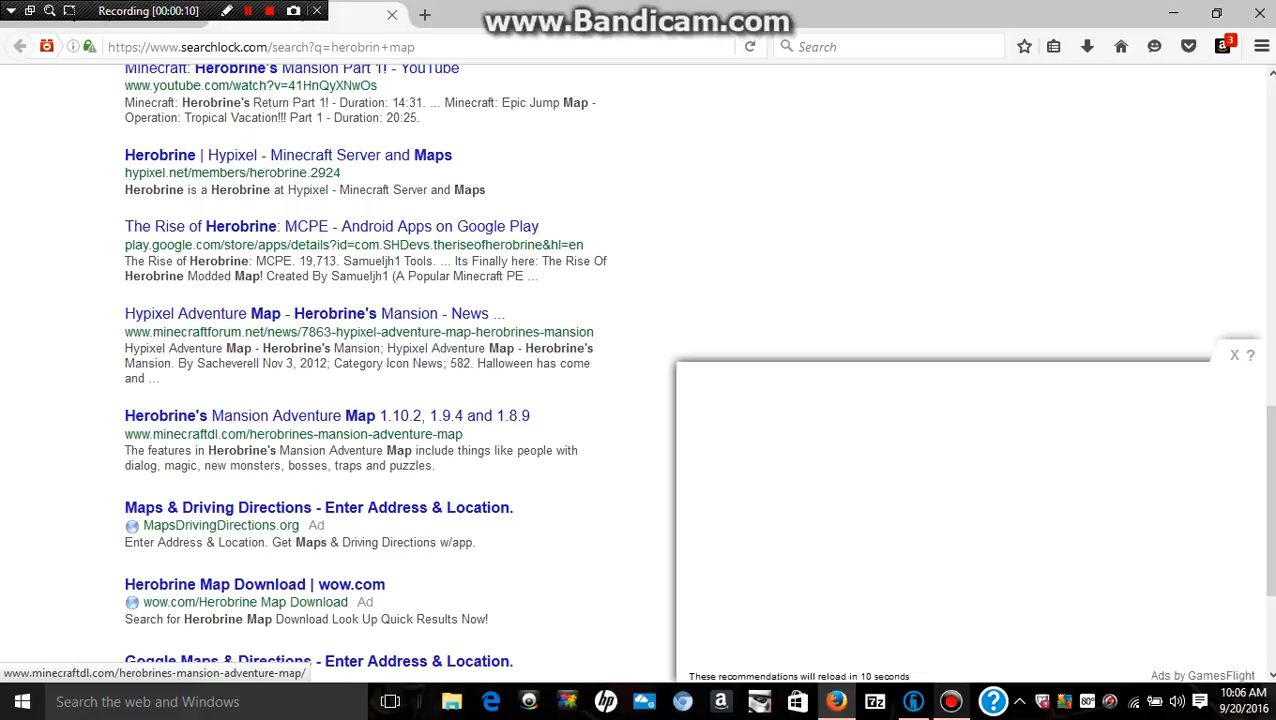 Recording [00:00:10]
www.Bandicam.com
https://www.searchlock.com/search?q=herobrin+map
Search
3
Minecraft: Herobrine's Mansion Part 1! - YouTube
www.youtube.com/watch?v=41HnQyXNwOs
Minecraft: Herobrine's Return Part 1! - Duration: 14:31. ... Minecraft: Epic Jump Map -
Operation: Tropical Vacation!!! Part 1 - Duration: 20:25.
Herobrine | Hypixel - Minecraft Server and Maps
hypixel.net/members/herobrine.2924
Herobrine is a Herobrine at Hypixel - Minecraft Server and Maps
The Rise of Herobrine: MCPE - Android Apps on Google Play
play.google.com/store/apps/details?id=com.SHDevs.theriseofherobrine&hl=en
The Rise of Herobrine: MCPE. 19,713. Samueljh1 Tools. ... Its Finally here: The Rise Of
Herobrine Modded Map! Created By Samueljh1 (A Popular Minecraft PE ...
Hypixel Adventure Map - Herobrine's Mansion - News ...
www.minecraftforum.net/news/7863-hypixel-adventure-map-herobrines-mansion
Hypixel Adventure Map - Herobrine's Mansion; Hypixel Adventure Map - Herobrine's
Mansion. By Sacheverell Nov 3, 2012; Category Icon News; 582. Halloween has come
and ...
X ?
Herobrine's Mansion Adventure Map 1.10.2, 1.9.4 and 1.8.9
www.minecraftdl.com/herobrines-mansion-adventure-map
The features in Herobrine's Mansion Adventure Map include things like people with
dialog, magic, new monsters, bosses, traps and puzzles.
Maps & Driving Directions - Enter Address & Location.
MapsDrivingDirections.org Ad
Enter Address & Location. Get Maps & Driving Directions w/app.
Herobrine Map Download | wow.com
wow.com/Herobrine Map Download Ad
Search for Herobrine Map Download Look Up Quick Results Now!
Goggle Maps & Directions - Enter Address & Location.
www.minecraftdl.com/herobrines-mansion-adventure-map/
These recommendations will reload in 10 seconds
Ads by GamesFlight
Search the web and Windows
80°
10:06 AM
9/20/2016